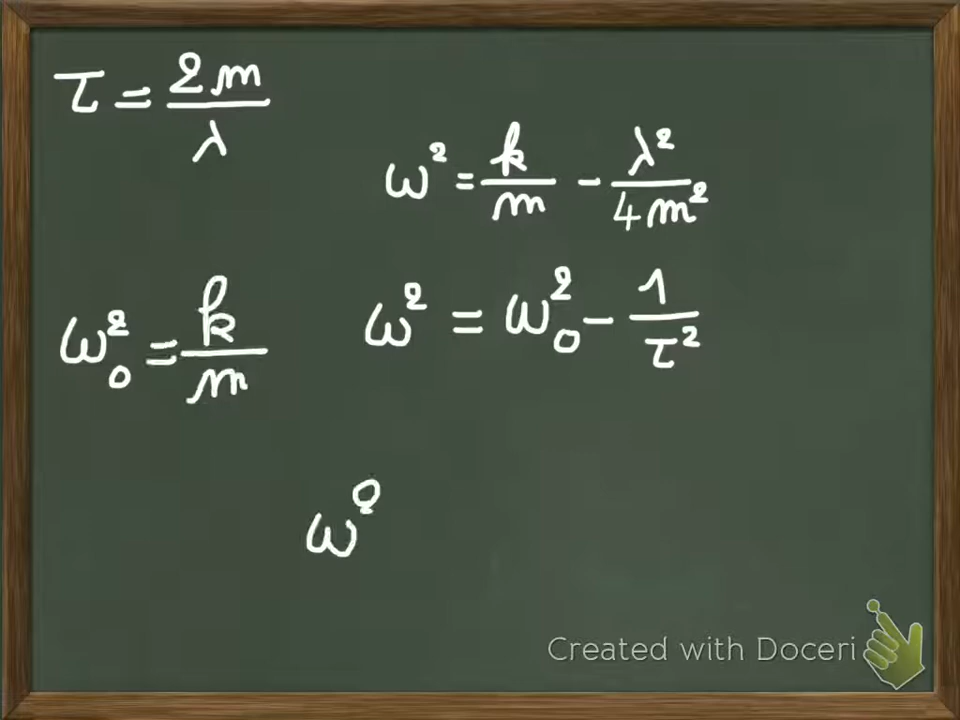 τ = 2m/λ
ω² = k/m - λ²/4m²
ω₀² = k/m
ω² = ω₀² - 1/τ²
ω²
Created with Doceri